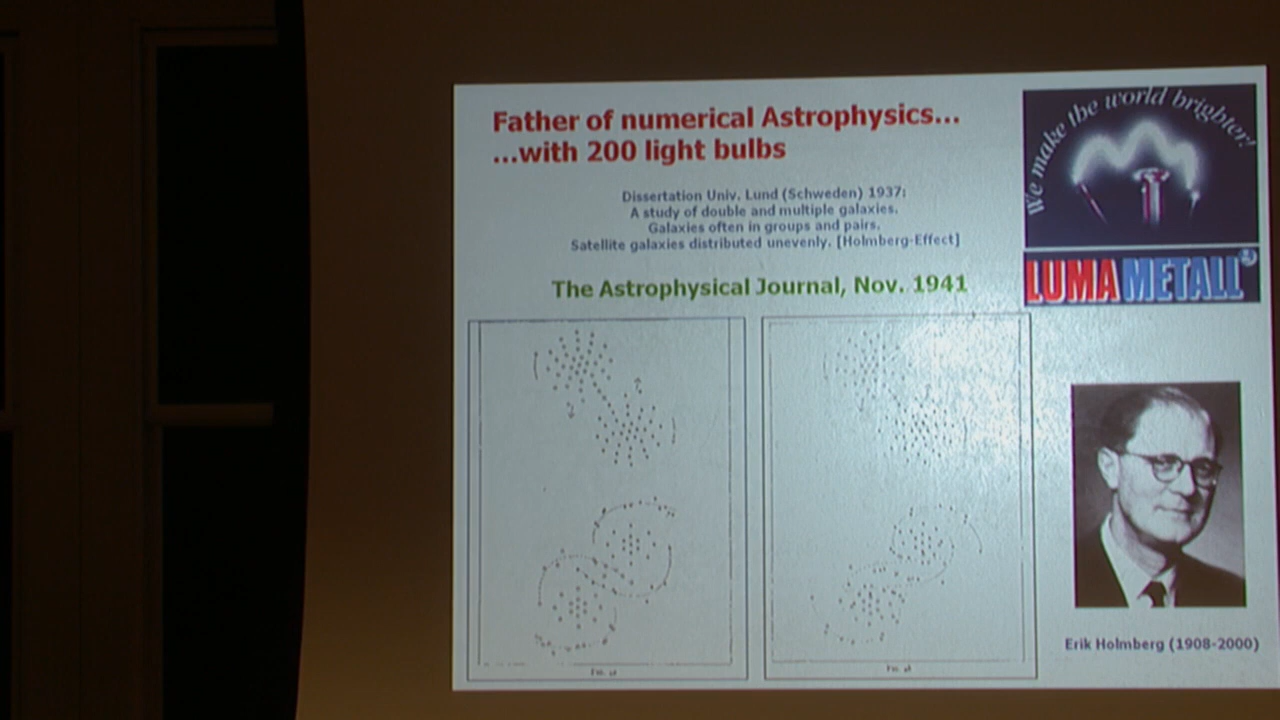 Father of numerical Astrophysics...
...with 200 light bulbs
Dissertation Univ. Lund (Schweden) 1937:
A study of double and multiple galaxies.
Galaxies often in groups and pairs.
Satellite galaxies distributed unevenly. [Holmberg-Effect]
The Astrophysical Journal, Nov. 1941
We make the world brighter!
LUMA METALL
Erik Holmberg (1908-2000)